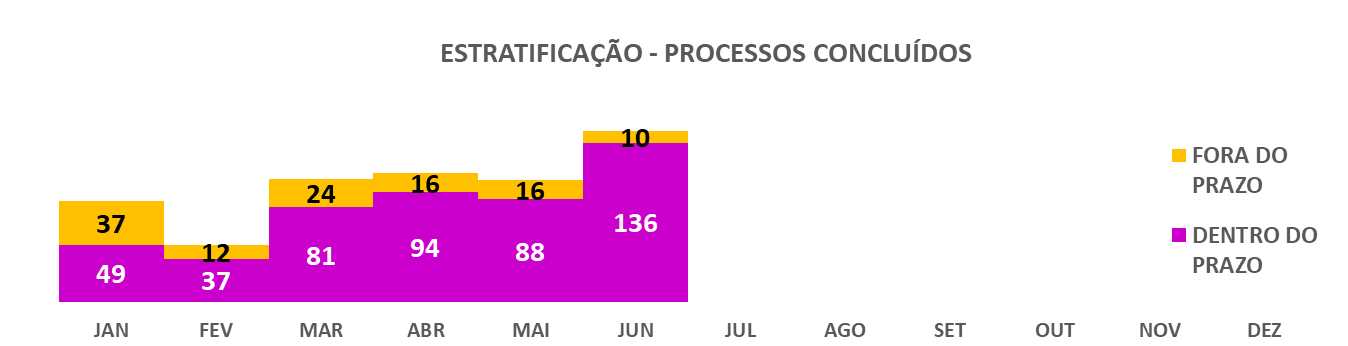 ESTRATIFICAÇÃO - PROCESSOS CONCLUÍDOS
10
16
24
16
37
12
136
94
88
81
49
37
FORA DO
PRAZO
DENTRO DO
PRAZO
JAN FEV MAR ABR MAI JUN JUL AGO SET OUT NOV DEZ